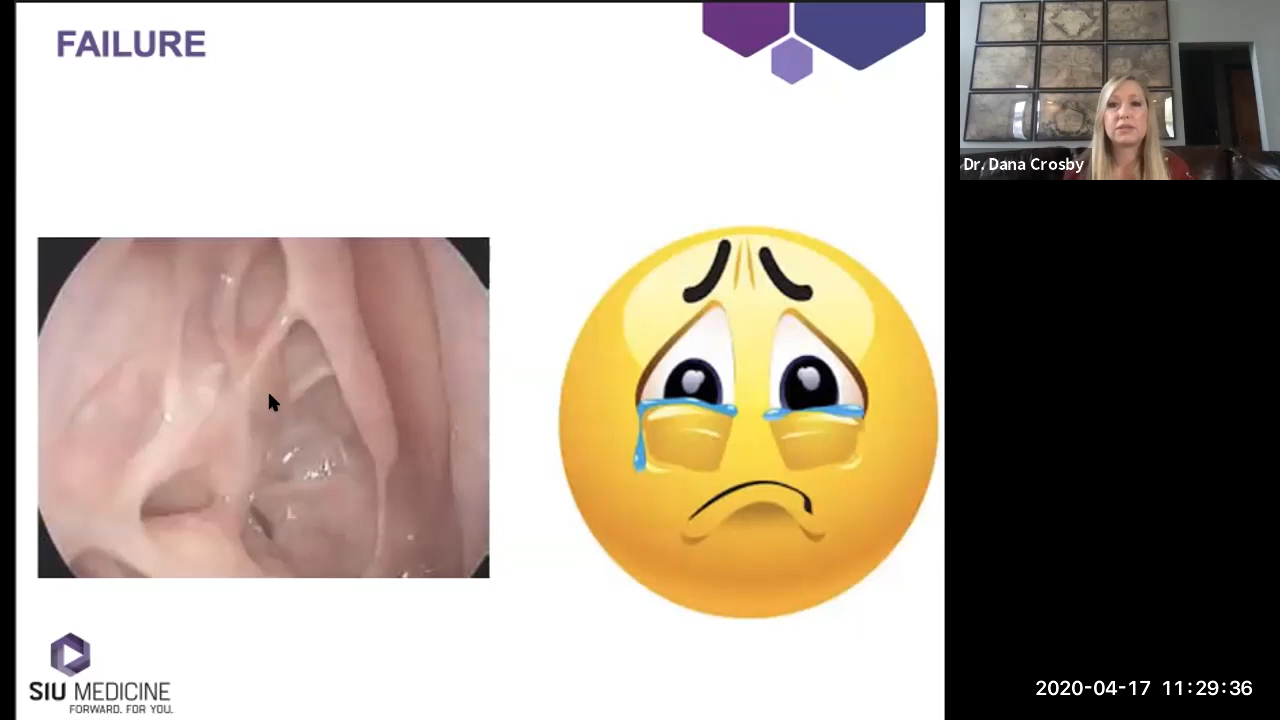 FAILURE
Dr. Dana Crosby
SIU MEDICINE
FORWARD. FOR YOU.
2020-04-17 11:29:36